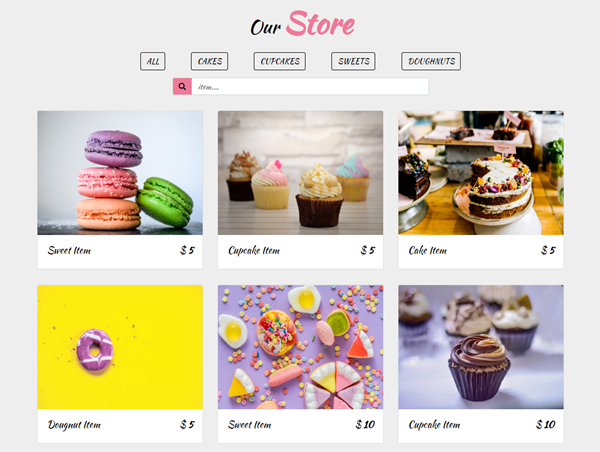 Our Store
ALL CAKES CUPCAKES SWEETS DOUGHNUTS
item....
Sweet Item $ 5
Cupcake Item $ 5
Cake Item $ 5
Dougnut Item $ 5
Sweet Item $ 10
Cupcake Item $ 10